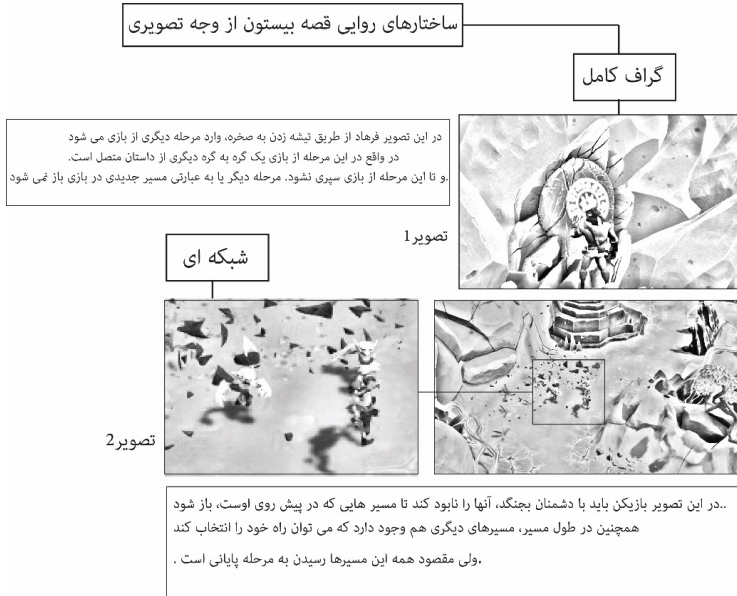 ساختارهای روایی قصه بیستون از وجه تصویری
گراف کامل
در این تصویر فرهاد از طریق تیشه زدن به صخره، وارد مرحله دیگری از بازی می شود
در واقع در این مرحله از بازی یک گره به گره دیگری از داستان متصل است.
و تا این مرحله از بازی سپری نشود. مرحله دیگر یا به عبارتی مسیر جدیدی در بازی باز نمی شود.
تصویر1
شبکه ای
تصویر2
در این تصویر بازیکن باید با دشمنان بجنگد، آنها را نابود کند تا مسیر هایی که در پیش روی اوست، باز شود..
همچنین در طول مسیر، مسیرهای دیگری هم وجود دارد که می توان راه خود را انتخاب کند
ولی مقصود همه این مسیرها رسیدن به مرحله پایانی است .